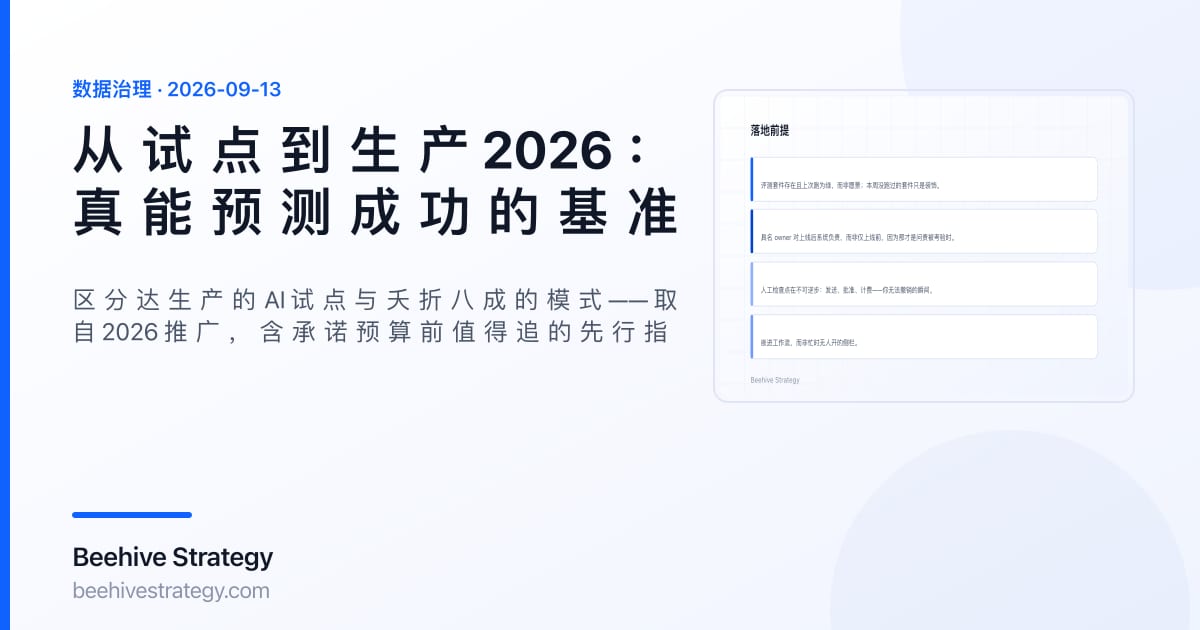 数据治理 · 2026-09-13
从试点到生产2026：
真能预测成功的基准
区分达生产的AI试点与夭折八成的模式——取
自2026推广，含承诺预算前值得追的先行指
落地前提
评测套件存在且上次跑为绿，而非愿景；本周没跑过的套件只是装饰。
具名 owner 对上线后系统负责，而非仅上线前，因为那才是问责被考验时。
人工检查点在不可逆步：发送、批准、计费——你无法撤销的瞬间。
嵌进工作流，而非忙时无人开的侧栏。
Beehive Strategy
Beehive Strategy
beehivestrategy.com